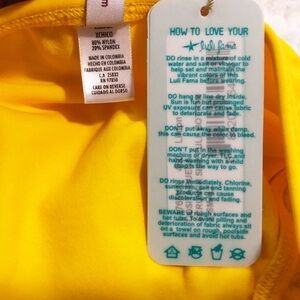 m
80% NYLON
20% SPANDEX
MADE IN COLOMBIA
HECHO EN COLOMBIA
FABRIQUE AUX COLOMBIA
CARE ON REVERSE
CUIDADO AL DORSO
HOW TO LOVE YOUR
luli fama
DO rinse in a mixture of cold
water and salt or vinegar to
help set and maintain the
vibrant colors of this
Luli Fama before wearing.
DO hang or line dry inside.
Sun is fun but prolonged
UV exposure can cause fabric
to deteriorate and fade.
DON'T put away while damp,
this can cause the
to
DON'T put in the washing
machine or dryer. TLC and
hand-washing with a mild
soap is the way to go.
DO rinse immediately. Chlorine,
sunscreen, salt and tanning
products can cause
discoloration and fading.
BEWARE of rough surfaces and
hot tubs. To avoid pilling and
deterioration of fabric always
sit on a towel on poolside
surfaces and avoid hot tubs.